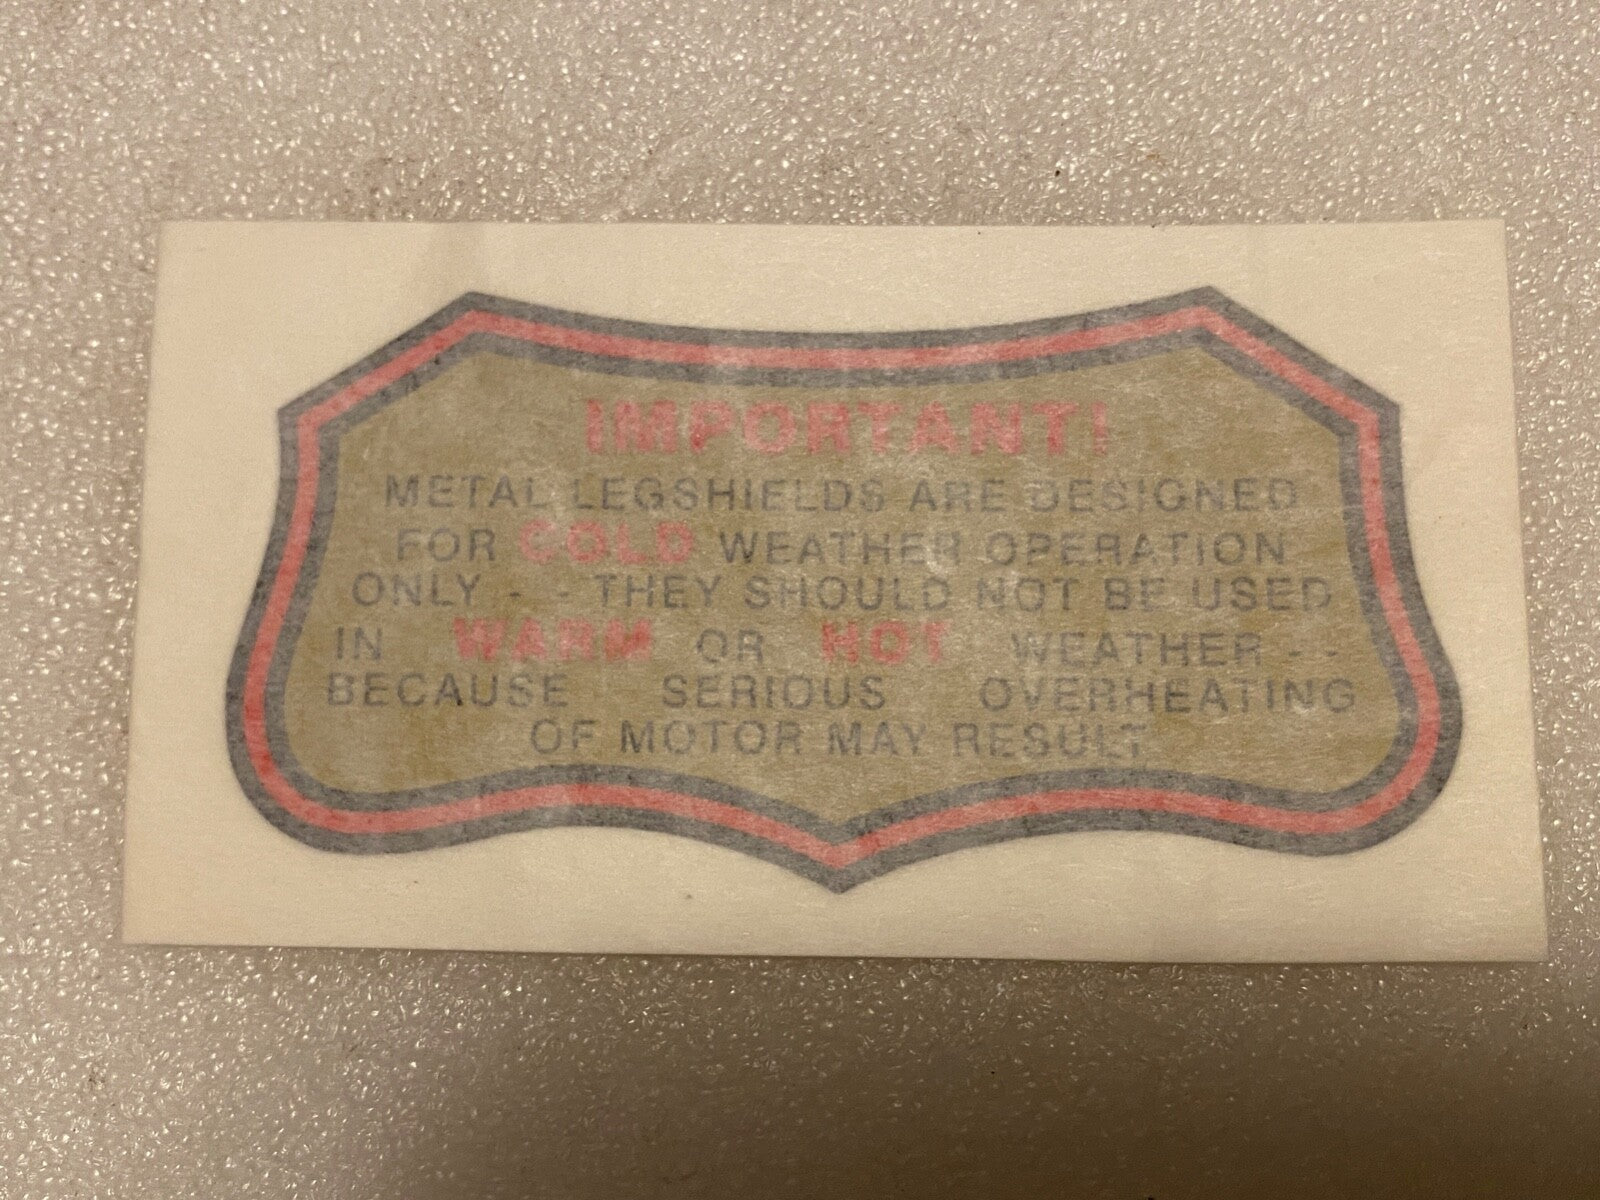 IMPORTANT!
METAL LEGSHIELDS ARE DESIGNED
FOR COLD WEATHER OPERATION
ONLY - - THEY SHOULD NOT BE USED
IN WARM OR HOT WEATHER - -
BECAUSE SERIOUS OVERHEATING
OF MOTOR MAY RESULT